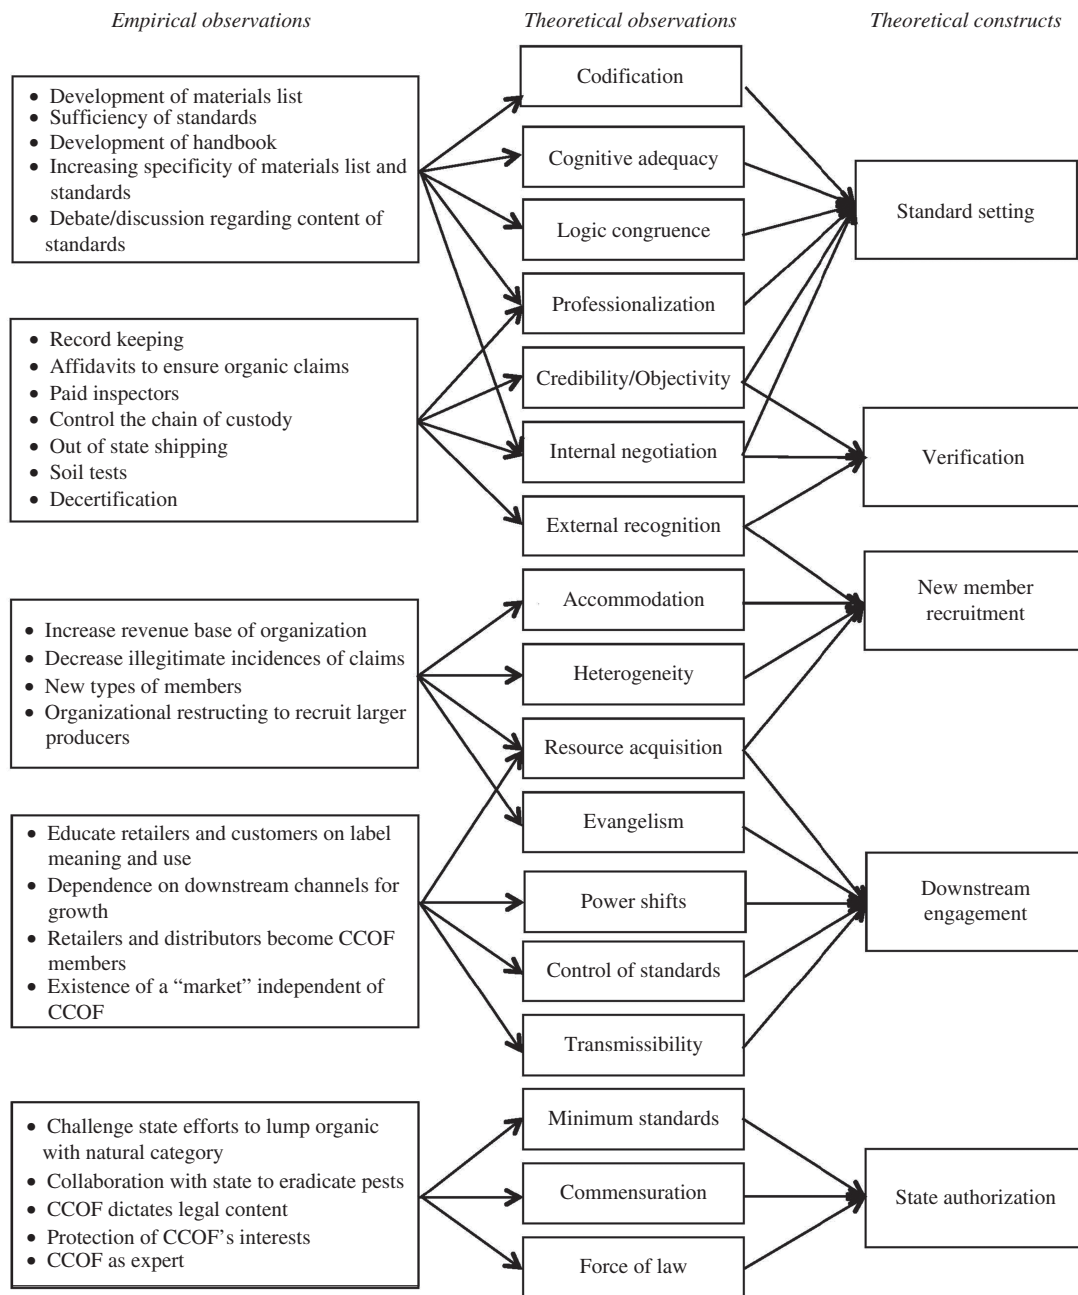 Empirical observations
Theoretical observations
Theoretical constructs
• Development of materials list
• Sufficiency of standards
• Development of handbook
• Increasing specificity of materials list and
standards
• Debate/discussion regarding content of
standards
• Record keeping
• Affidavits to ensure organic claims
• Paid inspectors
• Control the chain of custody
• Out of state shipping
• Soil tests
• Decertification
• Increase revenue base of organization
• Decrease illegitimate incidences of claims
• New types of members
• Organizational restructing to recruit larger
producers
• Educate retailers and customers on label
meaning and use
• Dependence on downstream channels for
growth
• Retailers and distributors become CCOF
members
• Existence of a “market” independent of
CCOF
• Challenge state efforts to lump organic
with natural category
• Collaboration with state to eradicate pests
• CCOF dictates legal content
• Protection of CCOF’s interests
• CCOF as expert
Codification
Cognitive adequacy
Logic congruence
Professionalization
Credibility/Objectivity
Internal negotiation
External recognition
Accommodation
Heterogeneity
Resource acquisition
Evangelism
Power shifts
Control of standards
Transmissibility
Minimum standards
Commensuration
Force of law
Standard setting
Verification
New member
recruitment
Downstream
engagement
State authorization